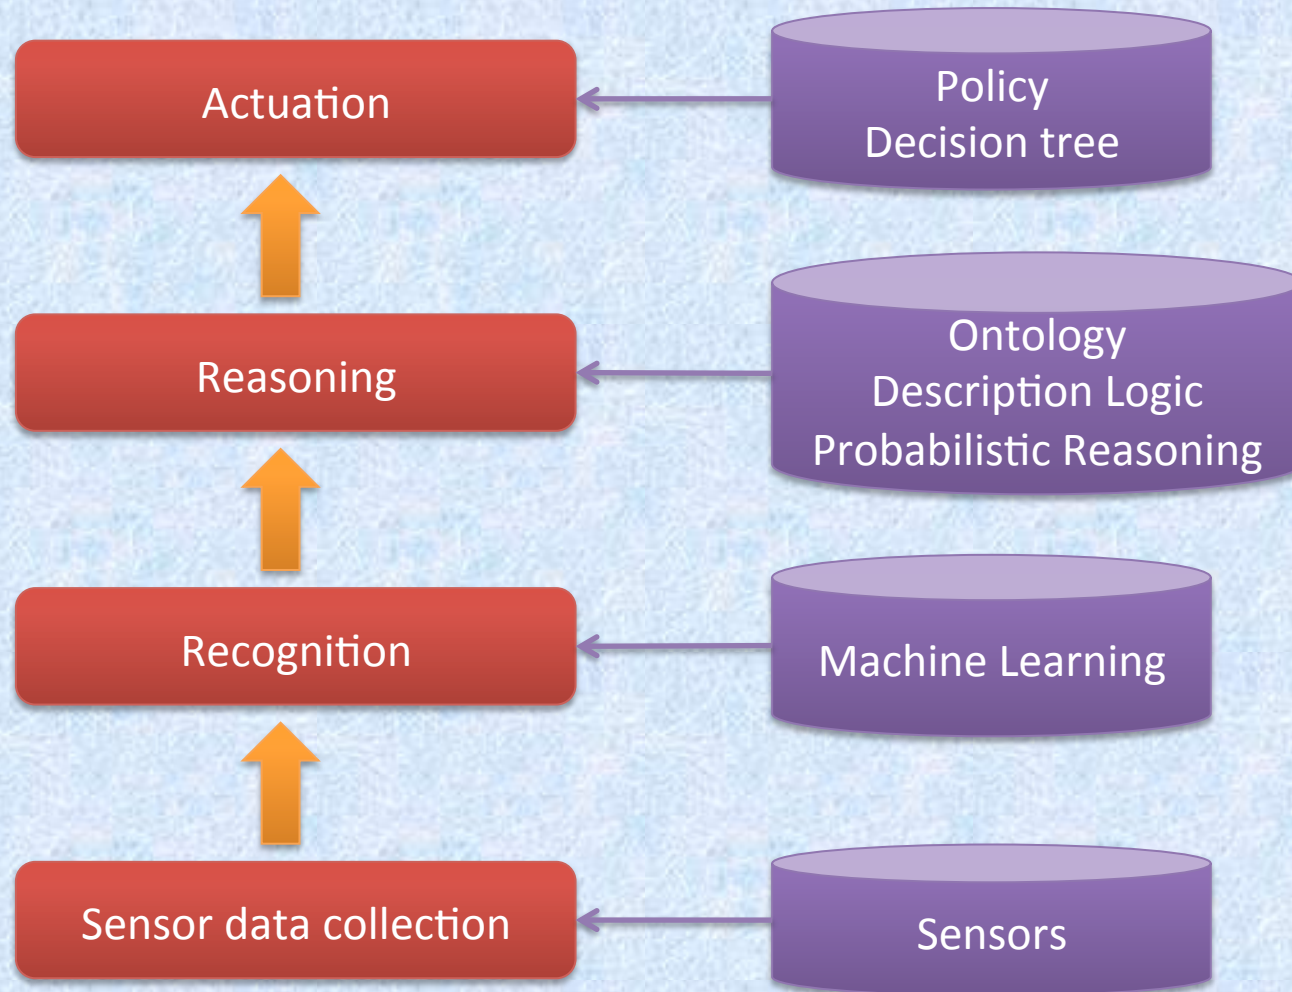 Actuation
Policy
Decision tree
Reasoning
Ontology
Description Logic
Probabilistic Reasoning
Recognition
Machine Learning
Sensor data collection
Sensors